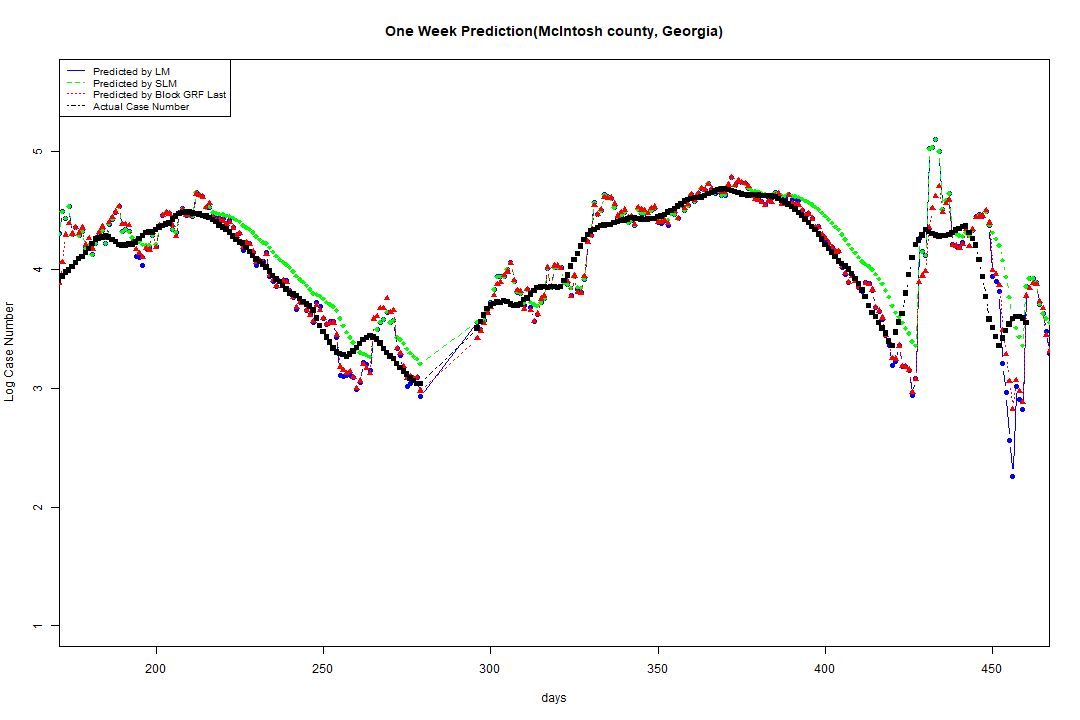 One Week Prediction(McIntosh county, Georgia)
Predicted by LM
Predicted by SLM
Predicted by Block GRF Last
Actual Case Number
Log Case Number
5
4
3
2
1
200 250 300 350 400 450
days